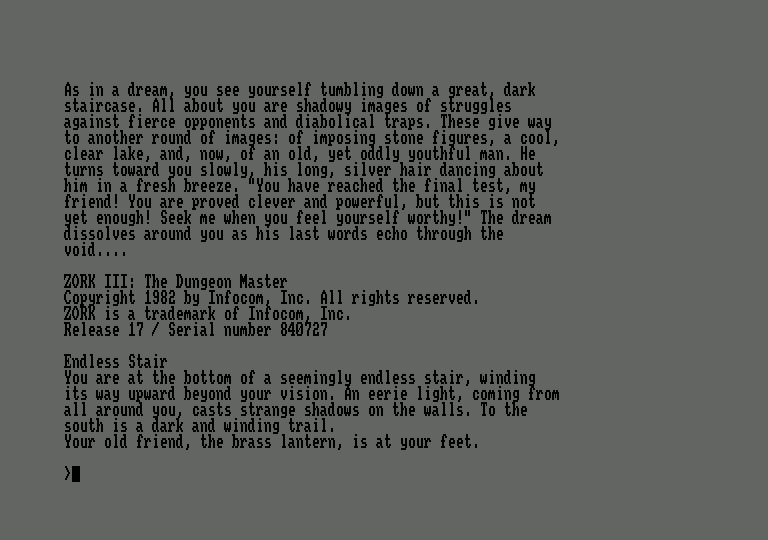 As in a dream, you see yourself tumbling down a great, dark
staircase. All about you are shadowy images of struggles
against fierce opponents and diabolical traps. These give way
to another round of images: of imposing stone figures, a cool,
clear lake, and, now, of an old, yet oddly youthful man. He
turns toward you slowly, his long, silver hair dancing about
him in a fresh breeze. "You have reached the final test, my
friend! You are proved clever and powerful, but this is not
yet enough! Seek me when you feel yourself worthy!" The dream
dissolves around you as his last words echo through the
void....
ZORK III: The Dungeon Master
Copyright 1982 by Infocom, Inc. All rights reserved.
ZORK is a trademark of Infocom, Inc.
Release 17 / Serial number 840727
Endless Stair
You are at the bottom of a seemingly endless stair, winding
its way upward beyond your vision. An eerie light, coming from
all around you, casts strange shadows on the walls. To the
south is a dark and winding trail.
Your old friend, the brass lantern, is at your feet.
>